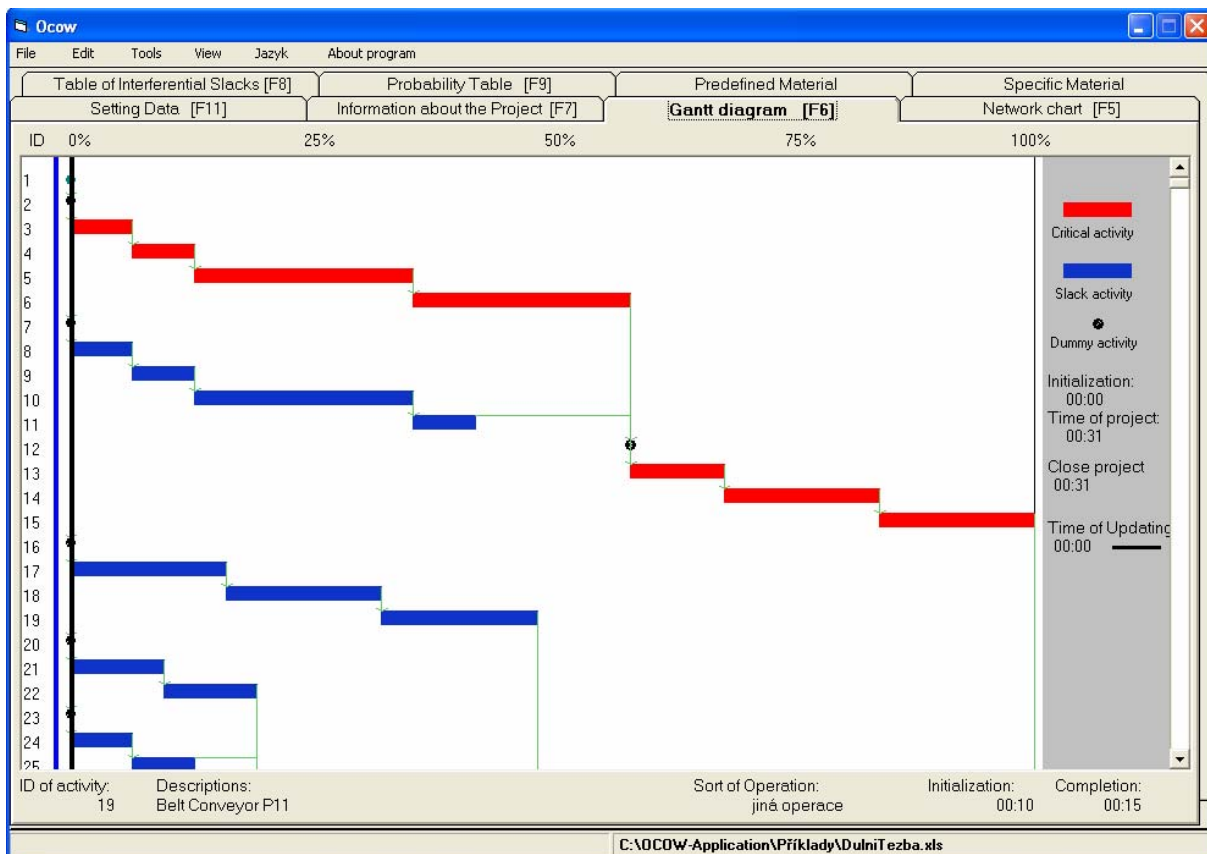 Ocow
File Edit Tools View Jazyk About program
Table of Interferential Slacks [F8] Probability Table [F9] Predefined Material Specific Material
Setting Data [F11] Information about the Project [F7] Gantt diagram [F6] Network chart [F5]
ID 0% 25% 50% 75% 100%
1
2
3
4
5
6
7
8
9
10
11
12
13
14
15
16
17
18
19
20
21
22
23
24
25
Critical activity
Slack activity
Dummy activity
Initialization:
00:00
Time of project:
00:31
Close project
00:31
Time of Updating
00:00
ID of activity: Descriptions: Sort of Operation: Initialization: Completion:
19 Belt Conveyor P11 jiná operace 00:10 00:15
C:\OCOW-Application\Příklady\DulniTezba.xls